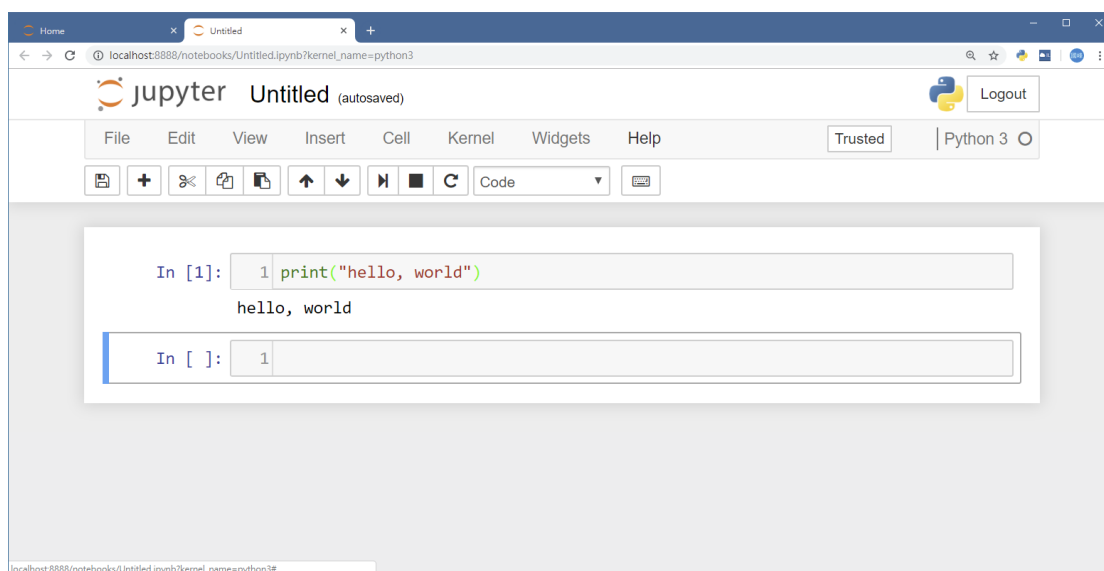 Home
Untitled
localhost:8888/notebooks/Untitled.ipynb?kernel_name=python3
jupyter Untitled (autosaved)
Logout
File Edit View Insert Cell Kernel Widgets Help Trusted Python 3
Code
In [1]: 1 print("hello, world")
hello, world
In [ ]: 1
localhost:8888/notebooks/Untitled.ipynb?kernel_name=python3#